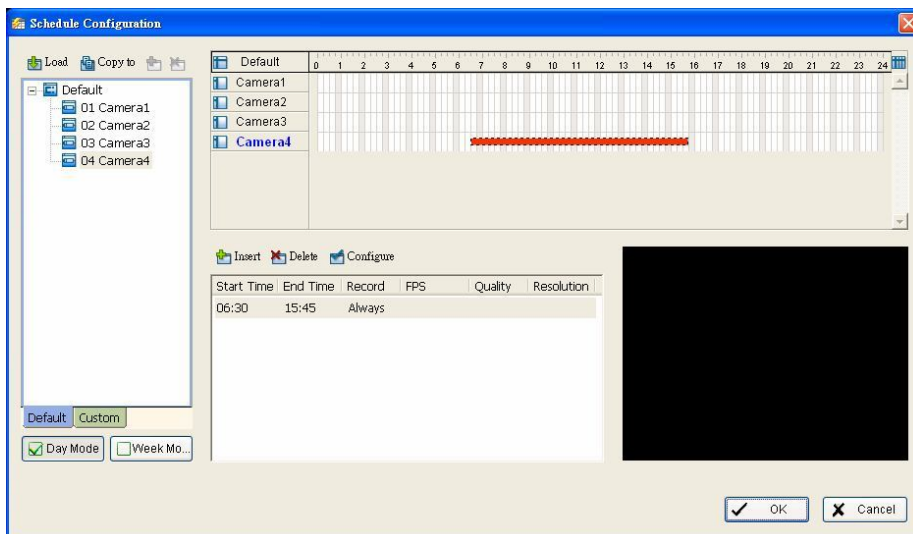 Schedule Configuration
Load Copy to
Default
01 Camera1
02 Camera2
03 Camera3
04 Camera4
Default Custom
Day Mode Week Mo...
Default 0 1 2 3 4 5 6 7 8 9 10 11 12 13 14 15 16 17 18 19 20 21 22 23 24
Camera1
Camera2
Camera3
Camera4
Insert Delete Configure
Start Time End Time Record FPS Quality Resolution
06:30 15:45 Always
OK Cancel